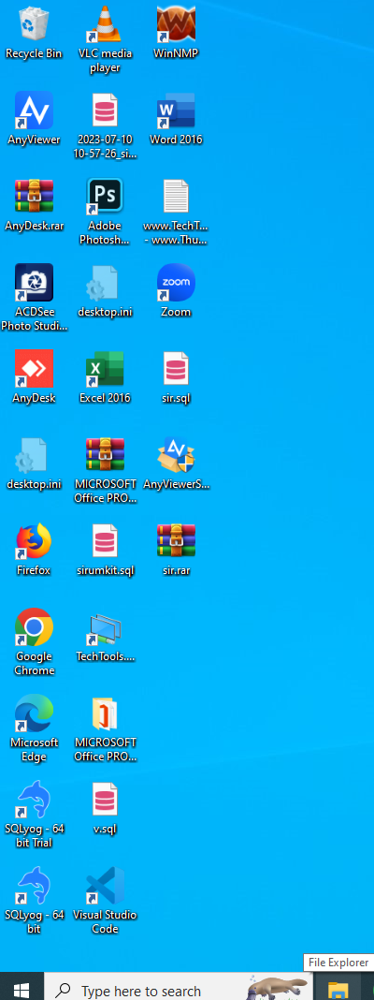 Recycle Bin
VLC media
player
WinNMP
AnyViewer
2023-07-10
10-57-26_si...
Word 2016
AnyDesk.rar
Ps
Adobe
Photosh...
www.TechT...
- www.Thu...
ACDSee
Photo Studi...
desktop.ini
zoom
Zoom
AnyDesk
Excel 2016
sir.sql
desktop.ini
MICROSOFT
Office PRO...
AnyViewerS...
Firefox
sirumkit.sql
sir.rar
Google
Chrome
TechTools....
Microsoft
Edge
MICROSOFT
Office PRO...
SQLyog - 64
bit Trial
v.sql
SQLyog - 64
bit
Visual Studio
Code
File Explorer
Type here to search